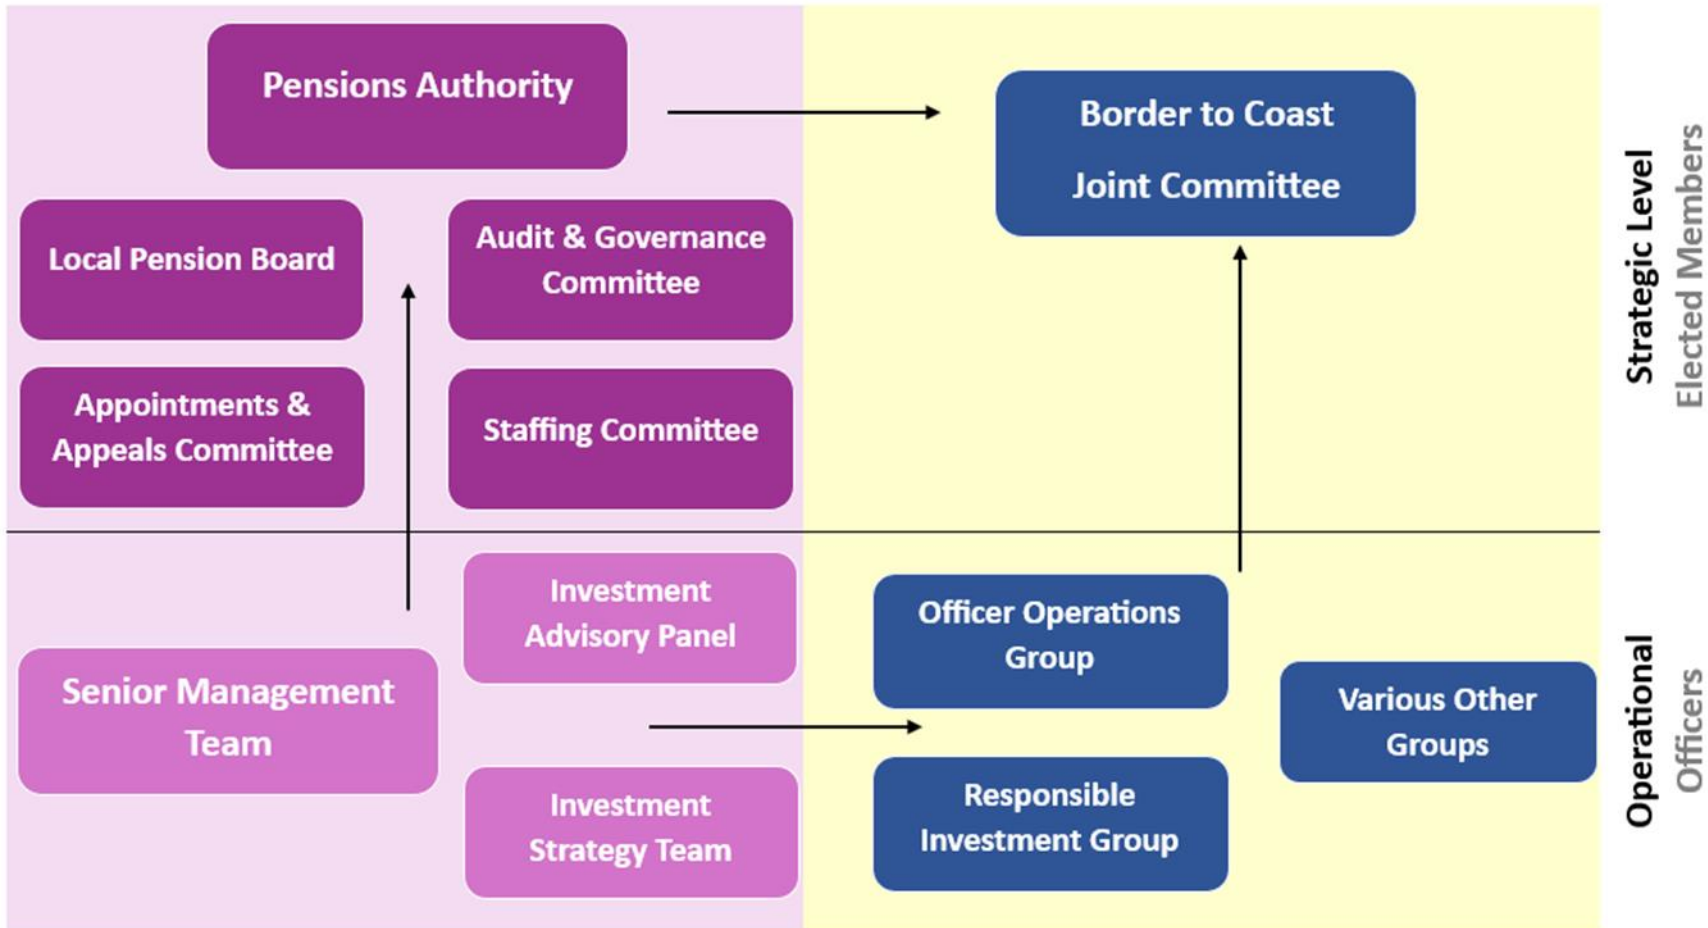 Pensions Authority
Border to Coast
Joint Committee
Local Pension Board
Audit & Governance
Committee
Appointments &
Appeals Committee
Staffing Committee
Strategic Level
Elected Members
Investment
Advisory Panel
Senior Management
Team
Investment
Strategy Team
Officer Operations
Group
Responsible
Investment Group
Various Other
Groups
Operational
Officers